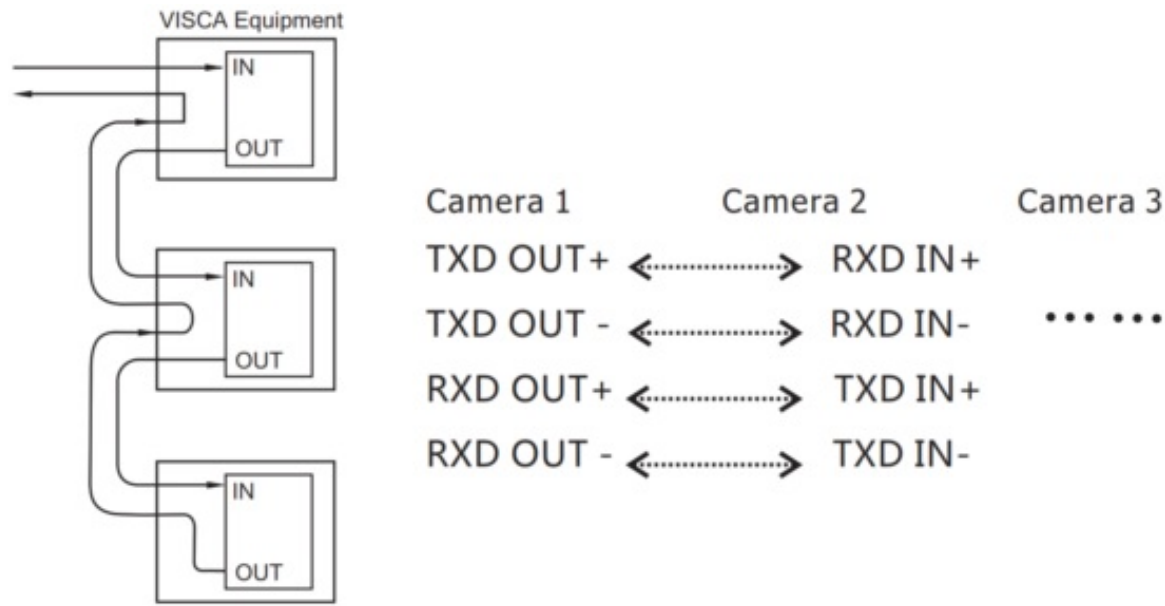 VISCA Equipment
IN
OUT
IN
OUT
IN
OUT
Camera 1 Camera 2 Camera 3
TXD OUT+ RXD IN+
TXD OUT - RXD IN-
RXD OUT+ TXD IN+
RXD OUT - TXD IN-